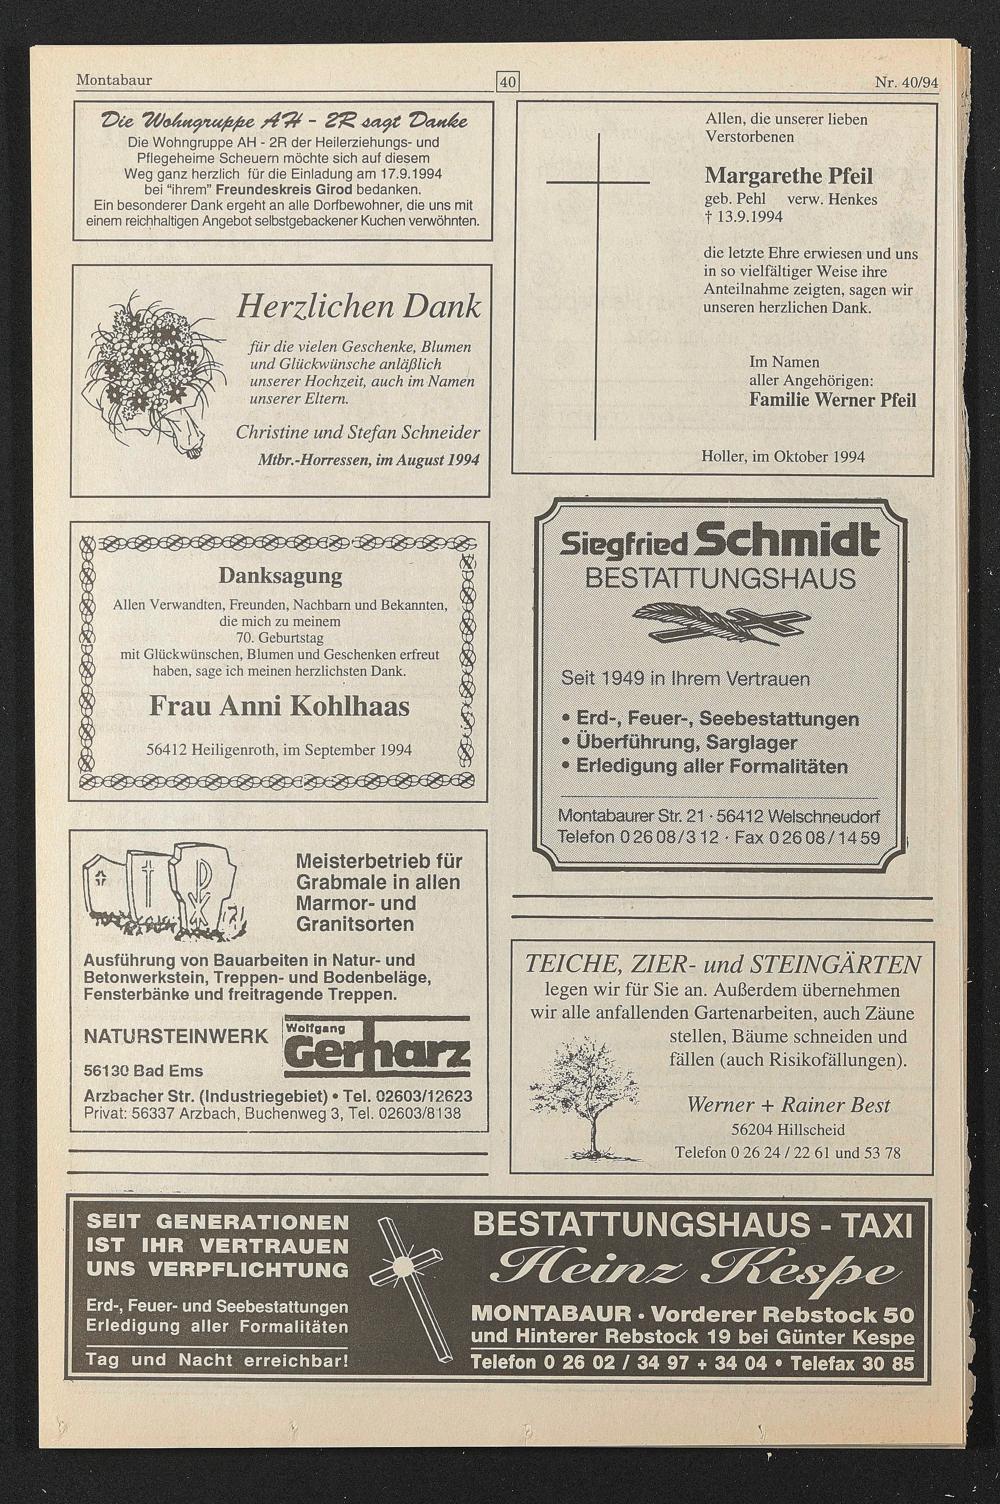 Montabaur
40
Nr. 40/94
Die Wohngruppe AH - 2R sagt Danke
Die Wohngruppe AH - 2R der Heilerziehungs- und
Pflegeheime Scheuern möchte sich auf diesem
Weg ganz herzlich für die Einladung am 17.9.1994
bei "ihrem" Freundeskreis Girod bedanken.
Ein besonderer Dank ergeht an alle Dorfbewohner, die uns mit
einem reichhaltigen Angebot selbstgebackener Kuchen verwöhnten.
Herzlichen Dank
für die vielen Geschenke, Blumen
und Glückwünsche anläßlich
unserer Hochzeit, auch im Namen
unserer Eltern.
Christine und Stefan Schneider
Mtbr.-Horressen, im August 1994
Danksagung
Allen Verwandten, Freunden, Nachbarn und Bekannten,
die mich zu meinem
70. Geburtstag
mit Glückwünschen, Blumen und Geschenken erfreut
haben, sage ich meinen herzlichsten Dank.
Frau Anni Kohlhaas
56412 Heiligenroth, im September 1994
Meisterbetrieb für
Grabmale in allen
Marmor- und
Granitsorten
Ausführung von Bauarbeiten in Natur- und
Betonwerkstein, Treppen- und Bodenbeläge,
Fensterbänke und freitragende Treppen.
NATURSTEINWERK
Wolfgang
Gerharz
56130 Bad Ems
Arzbacher Str. (Industriegebiet) • Tel. 02603/12623
Privat: 56337 Arzbach, Buchenweg 3, Tel. 02603/8138
Allen, die unserer lieben
Verstorbenen
Margarethe Pfeil
geb. Pehl verw. Henkes
† 13.9.1994
die letzte Ehre erwiesen und uns
in so vielfältiger Weise ihre
Anteilnahme zeigten, sagen wir
unseren herzlichen Dank.
Im Namen
aller Angehörigen:
Familie Werner Pfeil
Holler, im Oktober 1994
Siegfried Schmidt
BESTATTUNGSHAUS
Seit 1949 in Ihrem Vertrauen
• Erd-, Feuer-, Seebestattungen
• Überführung, Sarglager
• Erledigung aller Formalitäten
Montabaurer Str. 21 · 56412 Welschneudorf
Telefon 0 26 08 / 3 12 · Fax 0 26 08 / 14 59
TEICHE, ZIER- und STEINGÄRTEN
legen wir für Sie an. Außerdem übernehmen
wir alle anfallenden Gartenarbeiten, auch Zäune
stellen, Bäume schneiden und
fällen (auch Risikofällungen).
Werner + Rainer Best
56204 Hillscheid
Telefon 0 26 24 / 22 61 und 53 78
SEIT GENERATIONEN
IST IHR VERTRAUEN
UNS VERPFLICHTUNG
Erd-, Feuer- und Seebestattungen
Erledigung aller Formalitäten
Tag und Nacht erreichbar!
BESTATTUNGSHAUS - TAXI
Heinz Kespe
MONTABAUR • Vorderer Rebstock 50
und Hinterer Rebstock 19 bei Günter Kespe
Telefon 0 26 02 / 34 97 + 34 04 • Telefax 30 85